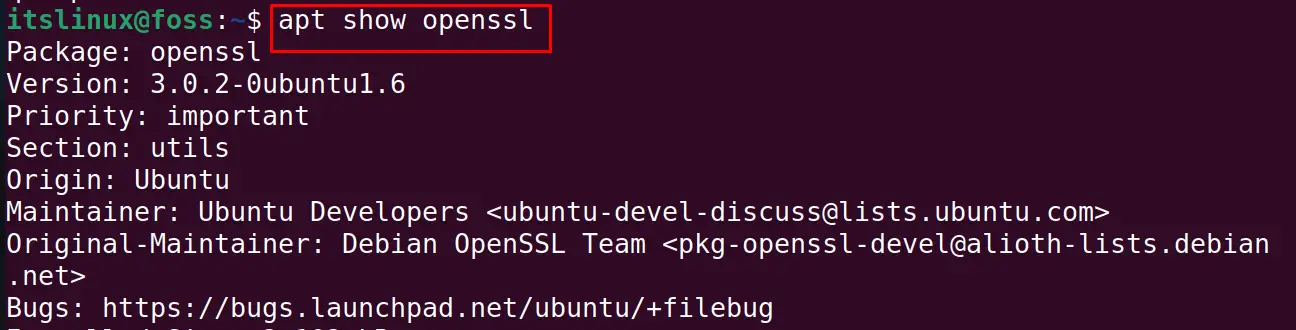 itslinux@foss:~$ apt show openssl
Package: openssl
Version: 3.0.2-0ubuntu1.6
Priority: important
Section: utils
Origin: Ubuntu
Maintainer: Ubuntu Developers <ubuntu-devel-discuss@lists.ubuntu.com>
Original-Maintainer: Debian OpenSSL Team <pkg-openssl-devel@alioth-lists.debian
.net>
Bugs: https://bugs.launchpad.net/ubuntu/+filebug